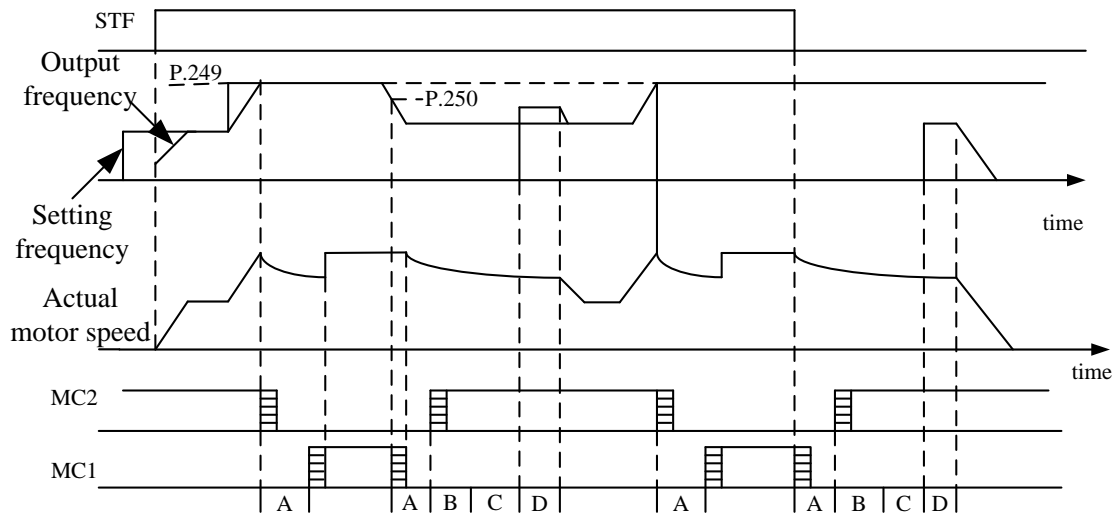 STF
Output
frequency
P.249
P.250
Setting
frequency
time
Actual
motor speed
time
MC2
MC1
A
A
B
C
D
A
A
B
C
D